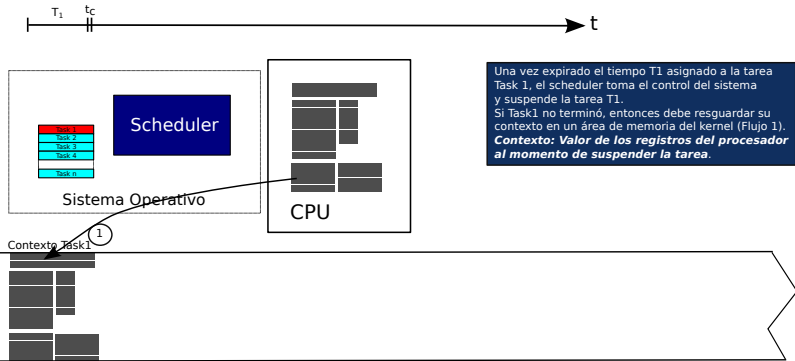 T1 tc
t
Una vez expirado el tiempo T1 asignado a la tarea
Task 1, el scheduler toma el control del sistema
y suspende la tarea T1.
Si Task1 no terminó, entonces debe resguardar su
contexto en un área de memoria del kernel (Flujo 1).
Contexto: Valor de los registros del procesador
al momento de suspender la tarea.
Scheduler
Task 1
Task 2
Task 3
Task 4
Task n
Sistema Operativo
CPU
1
Contexto Task1